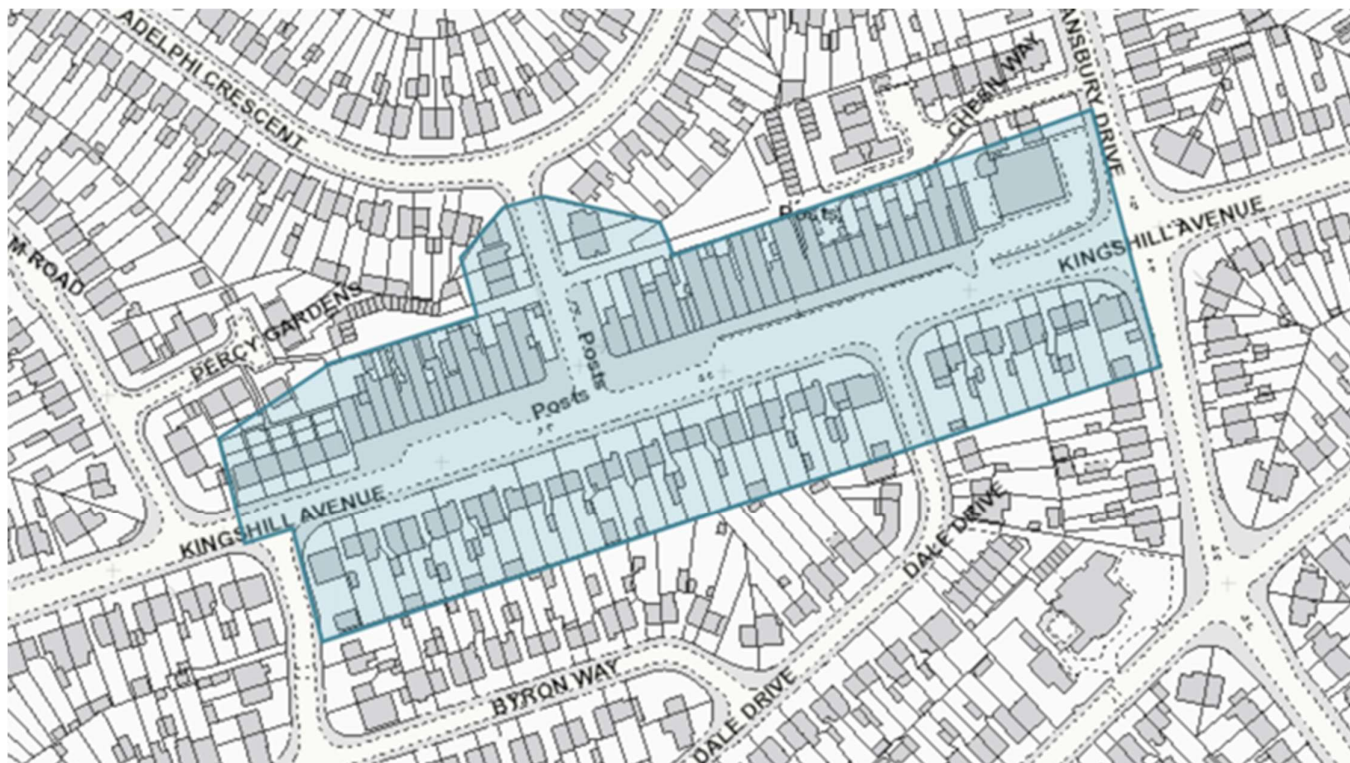 ADELPHI CRESCENT
ANSBURY DRIVE
CHERN WAY
Posts
KINGSHILL AVENUE
M ROAD
PERCY GARDENS
Posts
Posts
KINGSHILL AVENUE
DALE DRIVE
BYRON WAY
DALE DRIVE